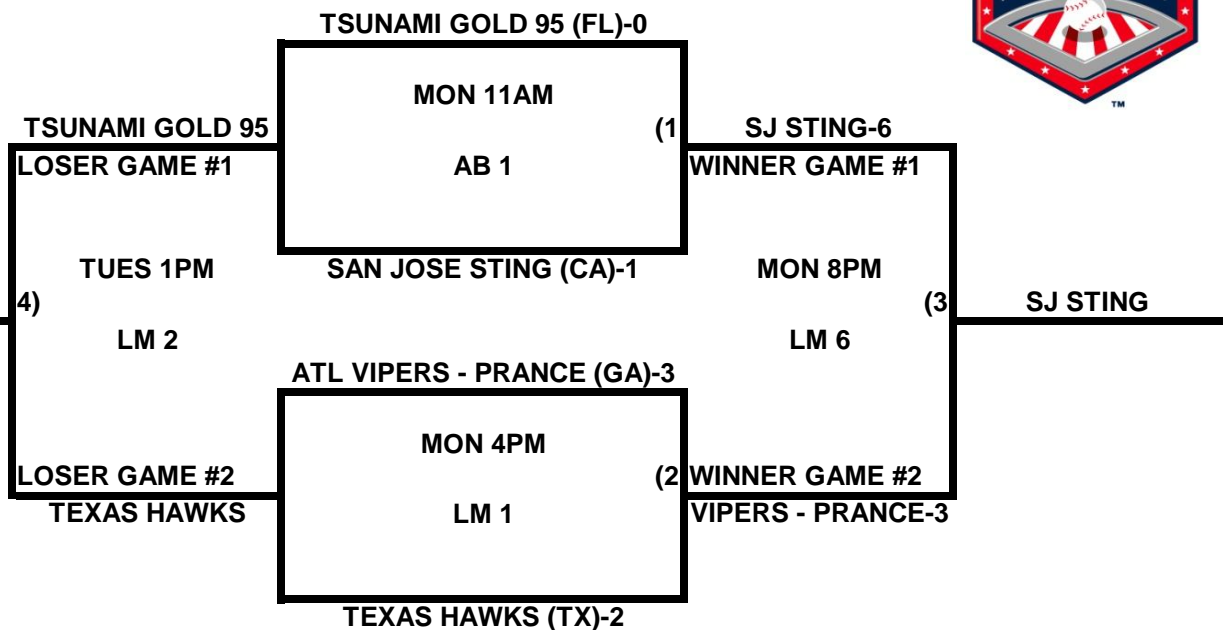 TSUNAMI GOLD 95 (FL)-0
TM
MON 11AM
TSUNAMI GOLD 95
(1
SJ STING-6
LOSER GAME #1
AB 1
WINNER GAME #1
TUES 1PM
SAN JOSE STING (CA)-1
MON 8PM
4)
(3
SJ STING
LM 2
LM 6
ATL VIPERS - PRANCE (GA)-3
MON 4PM
LOSER GAME #2
(2
WINNER GAME #2
TEXAS HAWKS
LM 1
VIPERS - PRANCE-3
TEXAS HAWKS (TX)-2